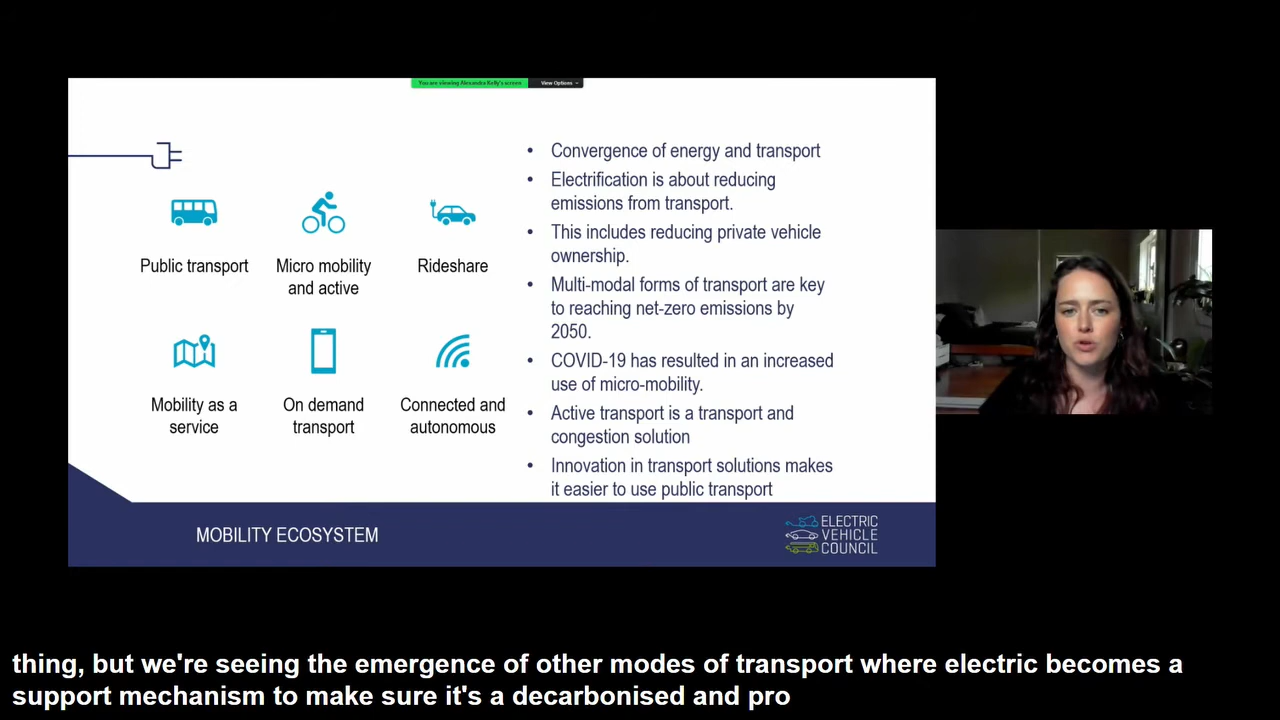 You are viewing Alexandra Kelly's screen
View Options
Public transport
Micro mobility
and active
Rideshare
Mobility as a
service
On demand
transport
Connected and
autonomous
• Convergence of energy and transport
• Electrification is about reducing
emissions from transport.
• This includes reducing private vehicle
ownership.
• Multi-modal forms of transport are key
to reaching net-zero emissions by
2050.
• COVID-19 has resulted in an increased
use of micro-mobility.
• Active transport is a transport and
congestion solution
• Innovation in transport solutions makes
it easier to use public transport
MOBILITY ECOSYSTEM
ELECTRIC
VEHICLE
COUNCIL
thing, but we're seeing the emergence of other modes of transport where electric becomes a
support mechanism to make sure it's a decarbonised and pro